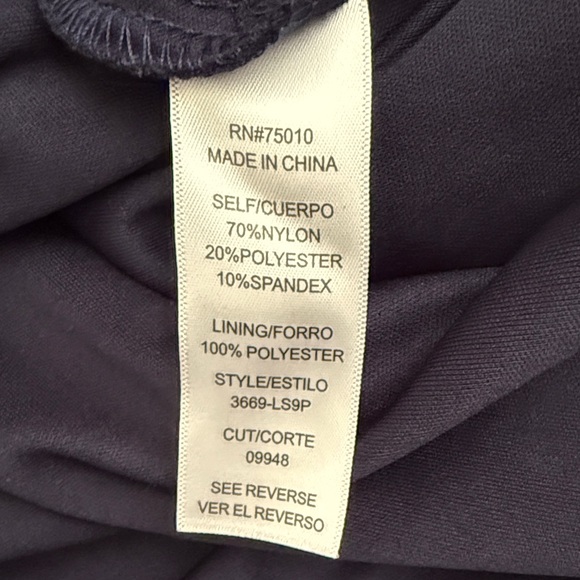 RN#75010
MADE IN CHINA
SELF/CUERPO
70%NYLON
20%POLYESTER
10%SPANDEX
LINING/FORRO
100% POLYESTER
STYLE/ESTILO
3669-LS9P
CUT/CORTE
09948
SEE REVERSE
VER EL REVERSO